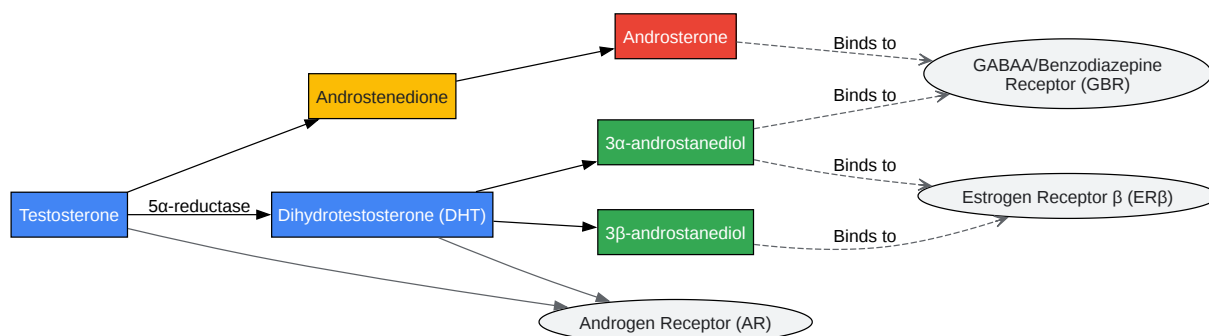 Androsterone
Binds to
GABAA/Benzodiazepine
Receptor (GBR)
Androstenedione
Binds to
3α-androstanediol
Binds to
Testosterone
5α-reductase
Dihydrotestosterone (DHT)
Estrogen Receptor β (ERβ)
3β-androstanediol
Binds to
Androgen Receptor (AR)